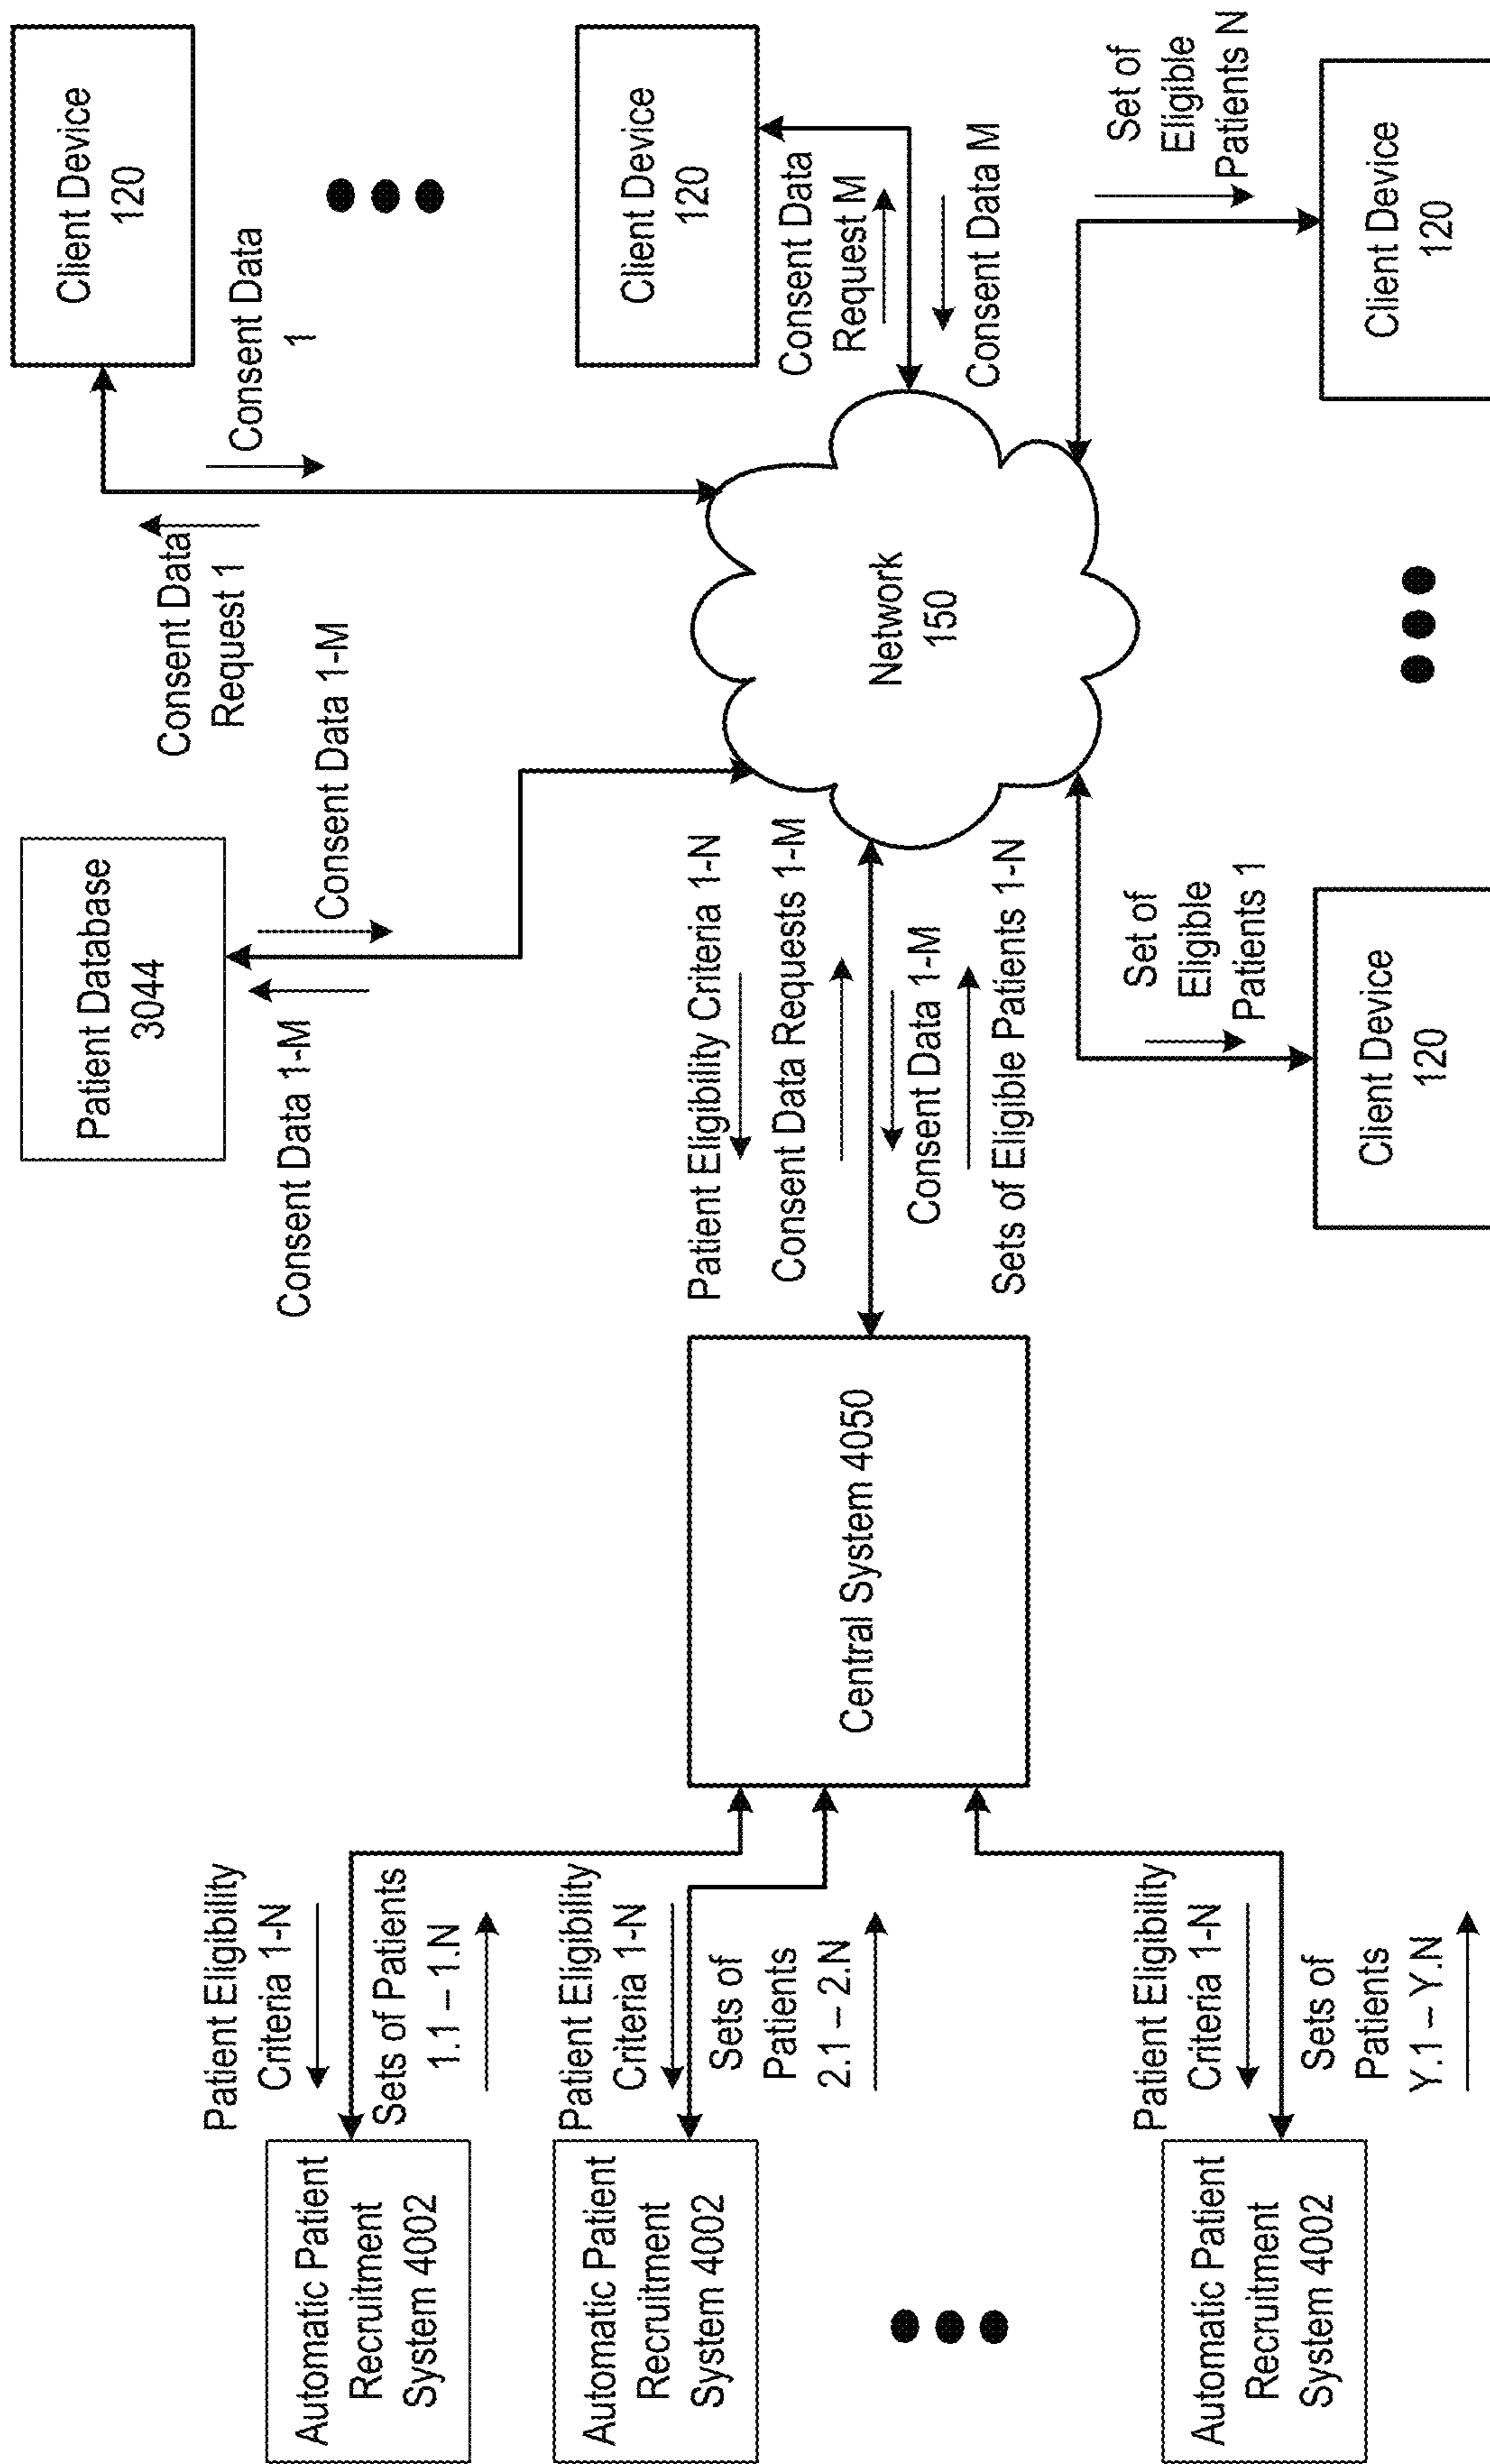 Automatic Patient
Recruitment
System 4002
Patient Eligibility
Criteria 1-N
Sets of Patients
1.1 – 1.N
Automatic Patient
Recruitment
System 4002
Patient Eligibility
Criteria 1-N
Sets of
Patients
2.1 – 2.N
Automatic Patient
Recruitment
System 4002
Patient Eligibility
Criteria 1-N
Sets of
Patients
Y.1 – Y.N
Central System 4050
Patient Eligibility Criteria 1-N
Consent Data Requests 1-M
Consent Data 1-M
Sets of Eligible Patients 1-N
Patient Database
3044
Consent Data 1-M
Consent Data 1-M
Network
150
Consent Data
Request 1
Consent Data
1
Client Device
120
Client Device
120
Consent Data
Request M
Consent Data M
Set of
Eligible
Patients 1
Client Device
120
Set of
Eligible
Patients N
Client Device
120